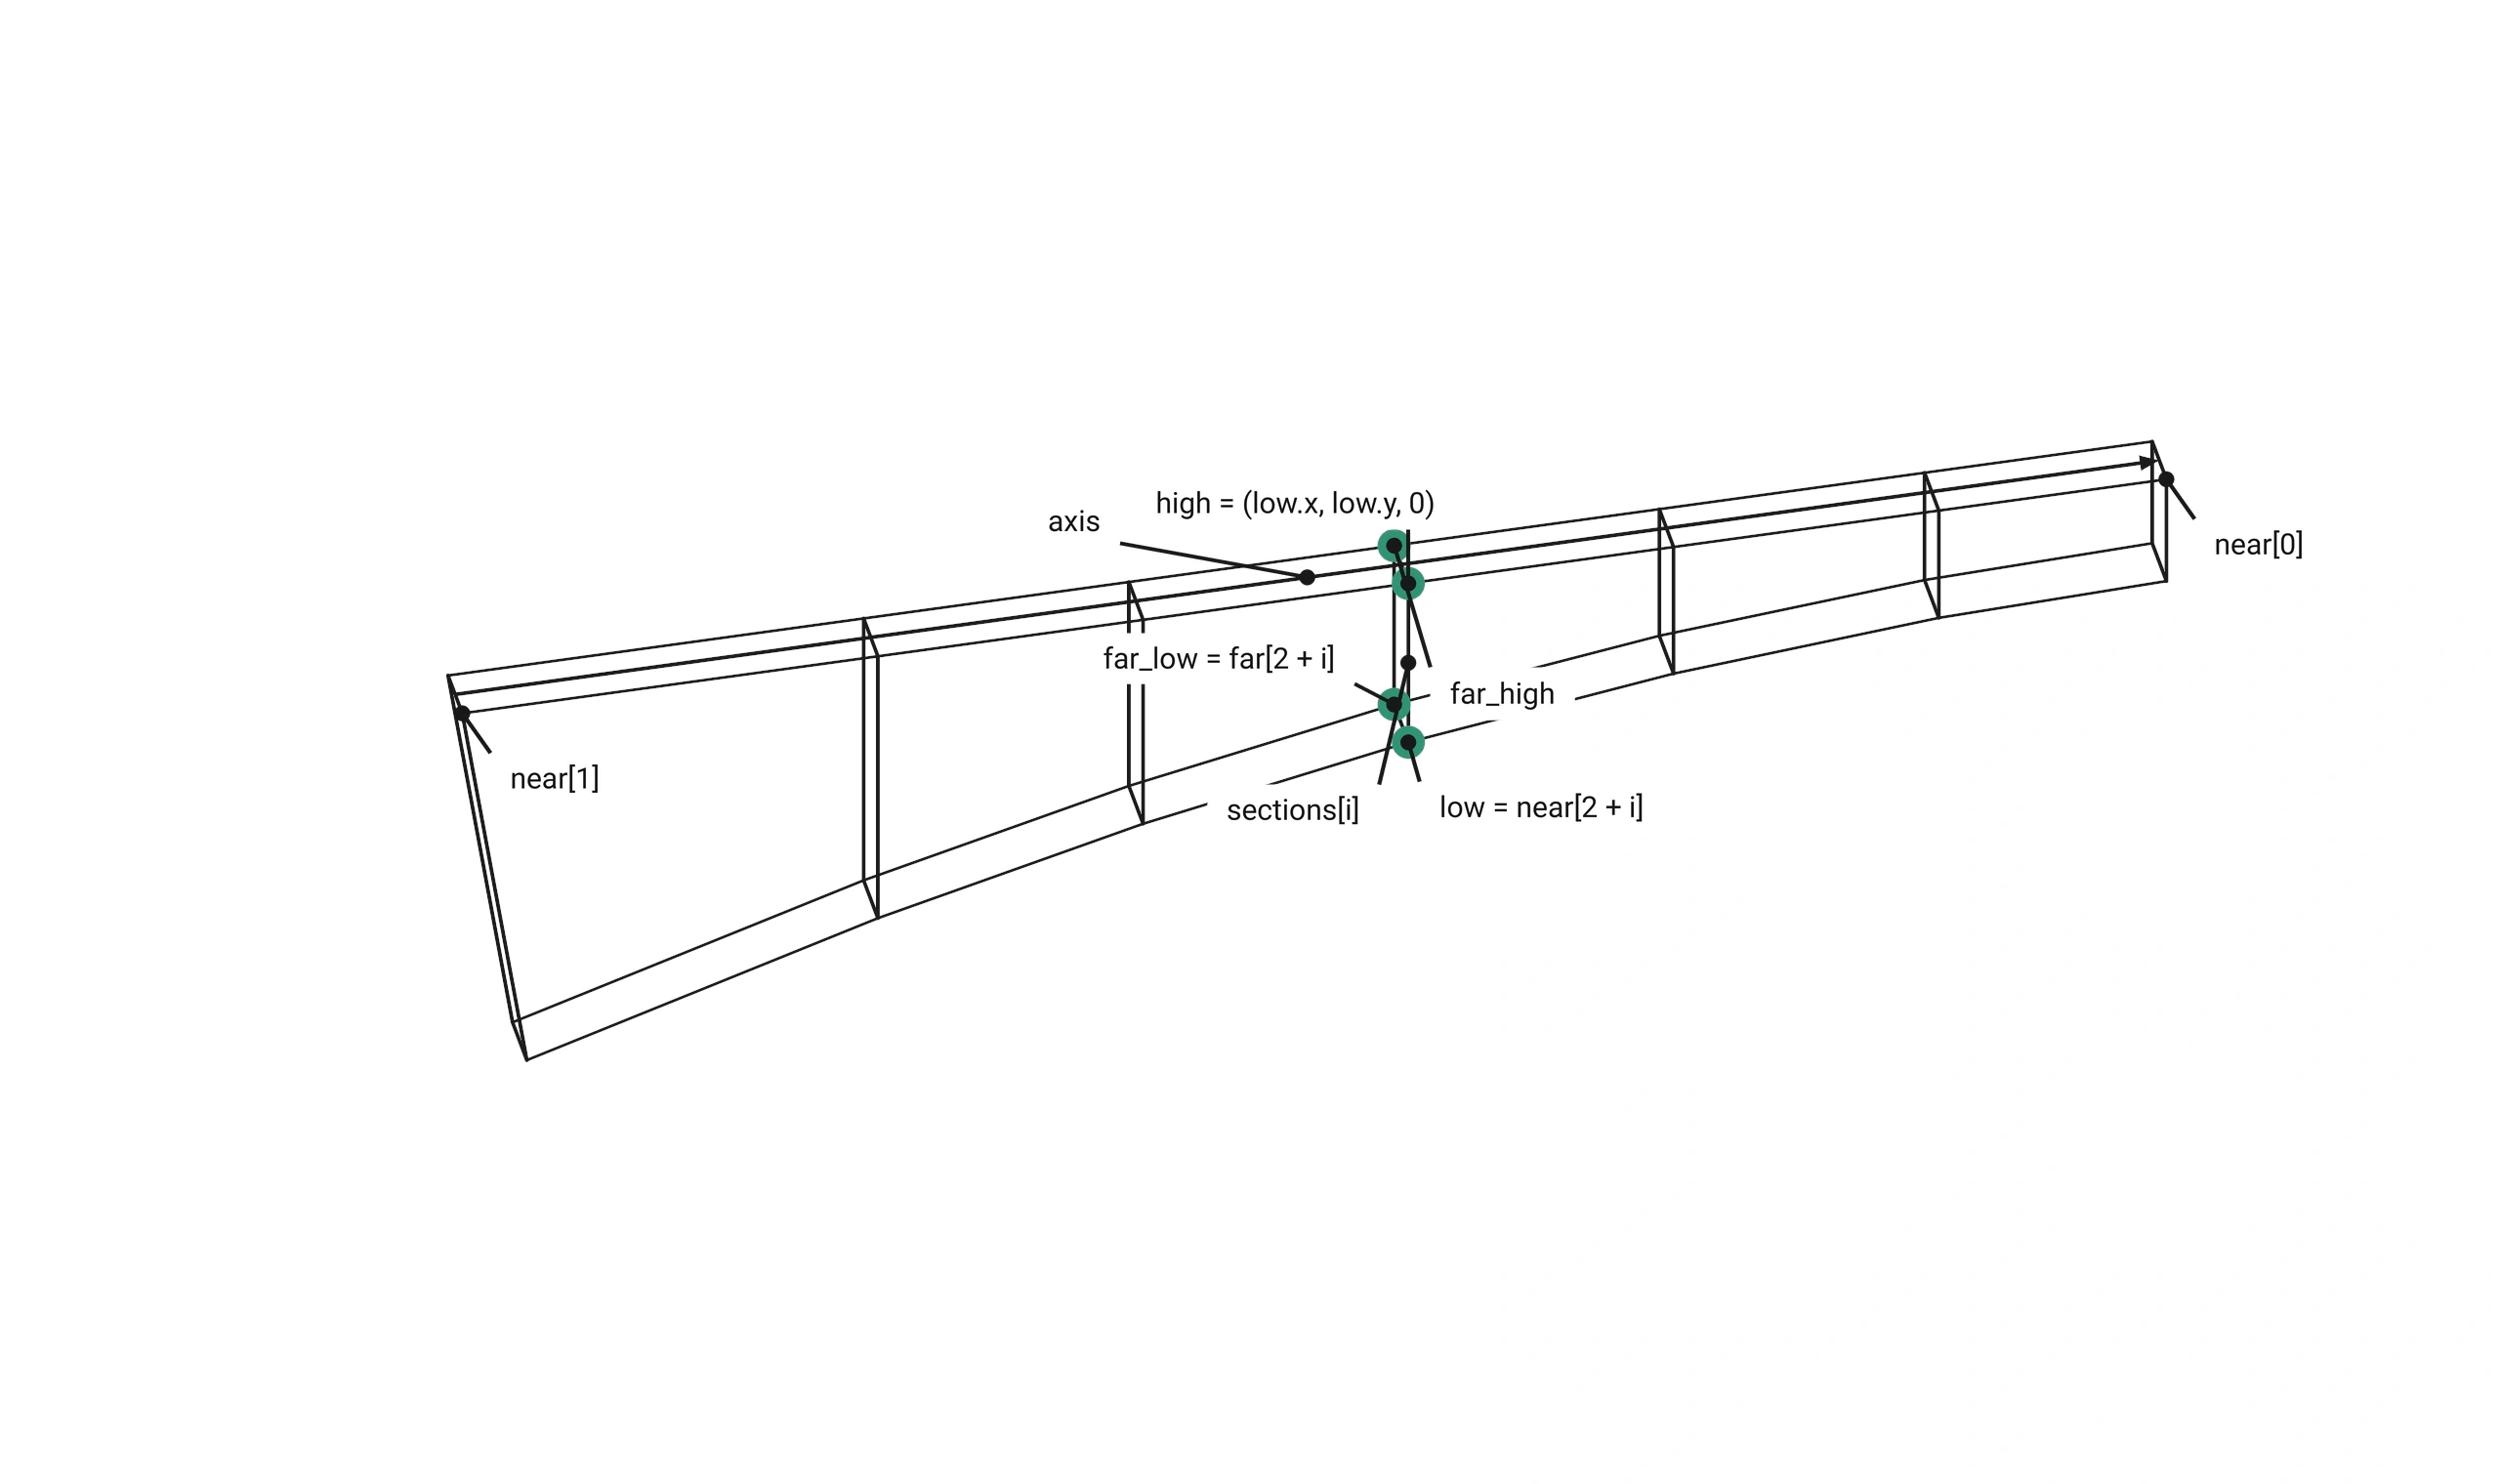 high = (low.x, low.y, 0)
axis
near[0]
far_low = far[2 + i]
far_high
near[1]
sections[i]
low = near[2 + i]